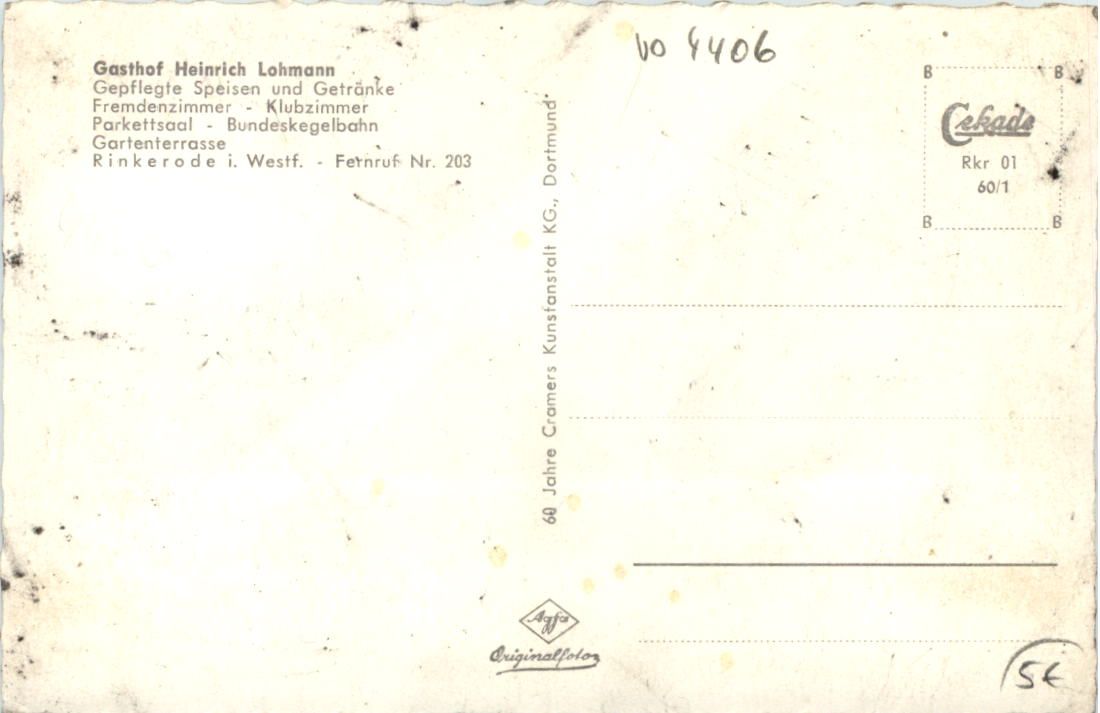 vo 4406
Gasthof Heinrich Lohmann
Gepflegte Speisen und Getränke
Fremdenzimmer - Klubzimmer
Parkettsaal - Bundeskegelbahn
Gartenterrasse
Rinkerode i. Westf. - Fernruf Nr. 203
60 Jahre Cramers Kunstanstalt KG., Dortmund
B B
Cekade
Rkr 01
60/1
B B
Agfa
Originalfoto
5€